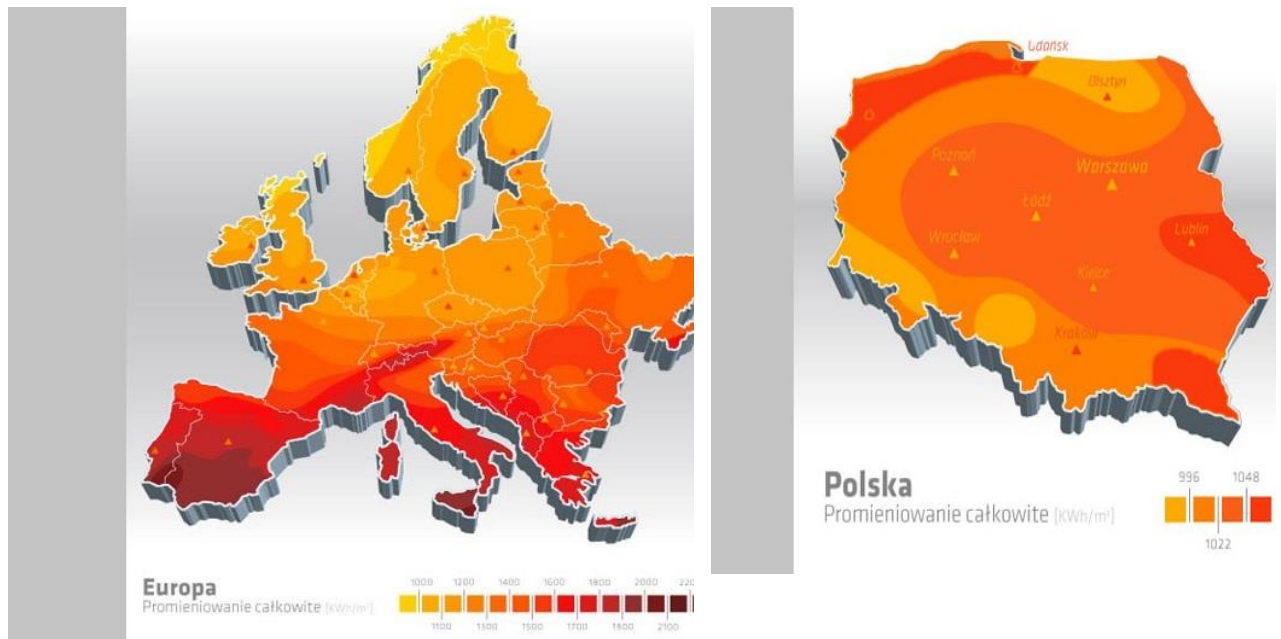 Europa
Promieniowanie całkowite [KWh/m²]
1000 1200 1400 1600 1800 2000 220
1100 1300 1500 1700 1900 2100
Gdańsk
Olsztyn
Poznań
Warszawa
Łódź
Wrocław
Lublin
Kielce
Kraków
Polska
Promieniowanie całkowite [KWh/m²]
996 1048
1022